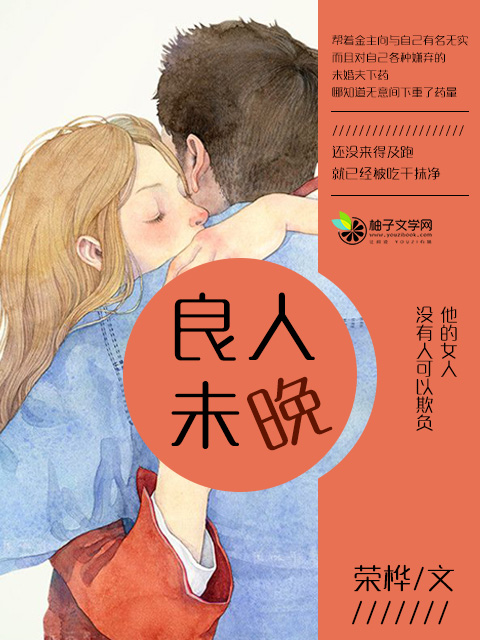 帮着金主向与自己有名无实
而且对自己各种嫌弃的
未婚夫下药
哪知道无意间下重了药量
////////////////////
还没来得及跑
就已经被吃干抹净
柚子文学网
www.youzibook.com
良人
未晚
他的女人
没有人可以欺负
荣桦/文
///////